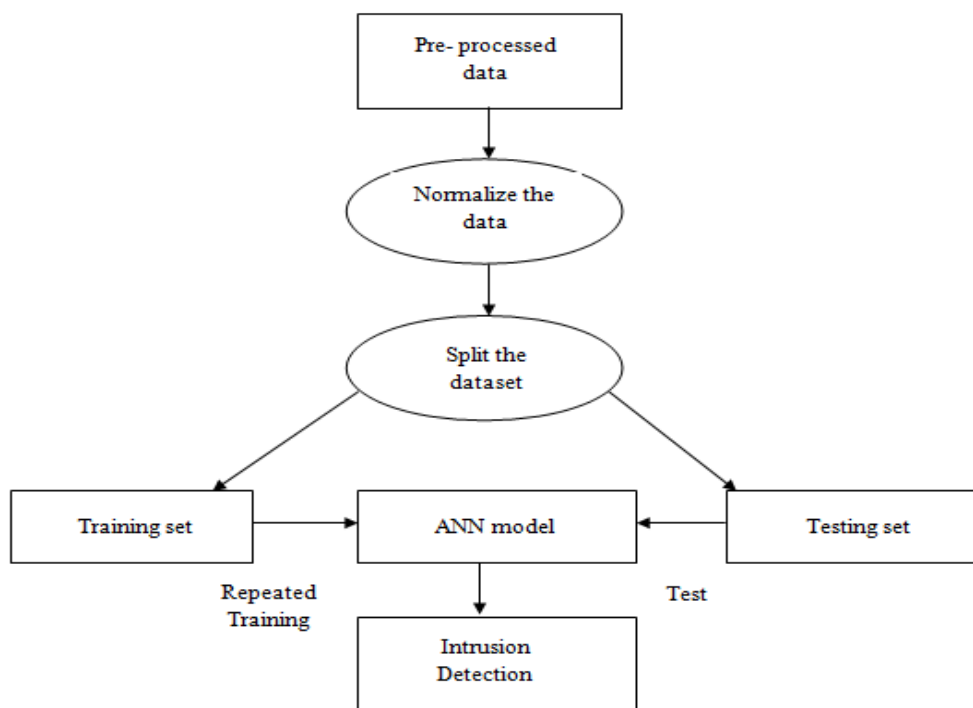 Pre- processed
data
Normalize the
data
Split the
dataset
Training set
ANN model
Testing set
Repeated
Training
Test
Intrusion
Detection